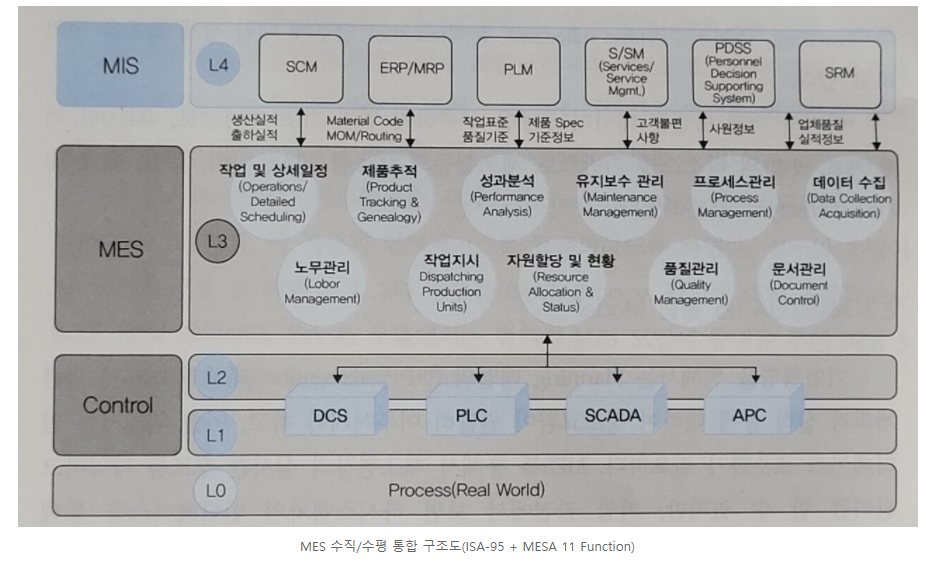 MIS
L4
SCM
ERP/MRP
PLM
S/SM
(Services/
Service
Mgmt.)
PDSS
(Personnel
Decision
Supporting
System)
SRM
생산실적
출하실적
Material Code
MOM/Routing
작업표준
품질기준
제품 Spec
기준정보
고객불편
사항
사원정보
업체품질
실적정보
MES
L3
작업 및 상세일정
(Operations/
Detailed
Scheduling)
제품추적
(Product
Tracking &
Genealogy)
성과분석
(Performance
Analysis)
유지보수 관리
(Maintenance
Management)
프로세스관리
(Process
Management)
데이터 수집
(Data Collection
Acquisition)
노무관리
(Lobor
Management)
작업지시
Dispatching
Production
Units)
자원할당 및 현황
(Resource
Allocation &
Status)
품질관리
(Quality
Management)
문서관리
(Document
Control)
Control
L2
L1
DCS
PLC
SCADA
APC
L0
Process(Real World)
MES 수직/수평 통합 구조도(ISA-95 + MESA 11 Function)